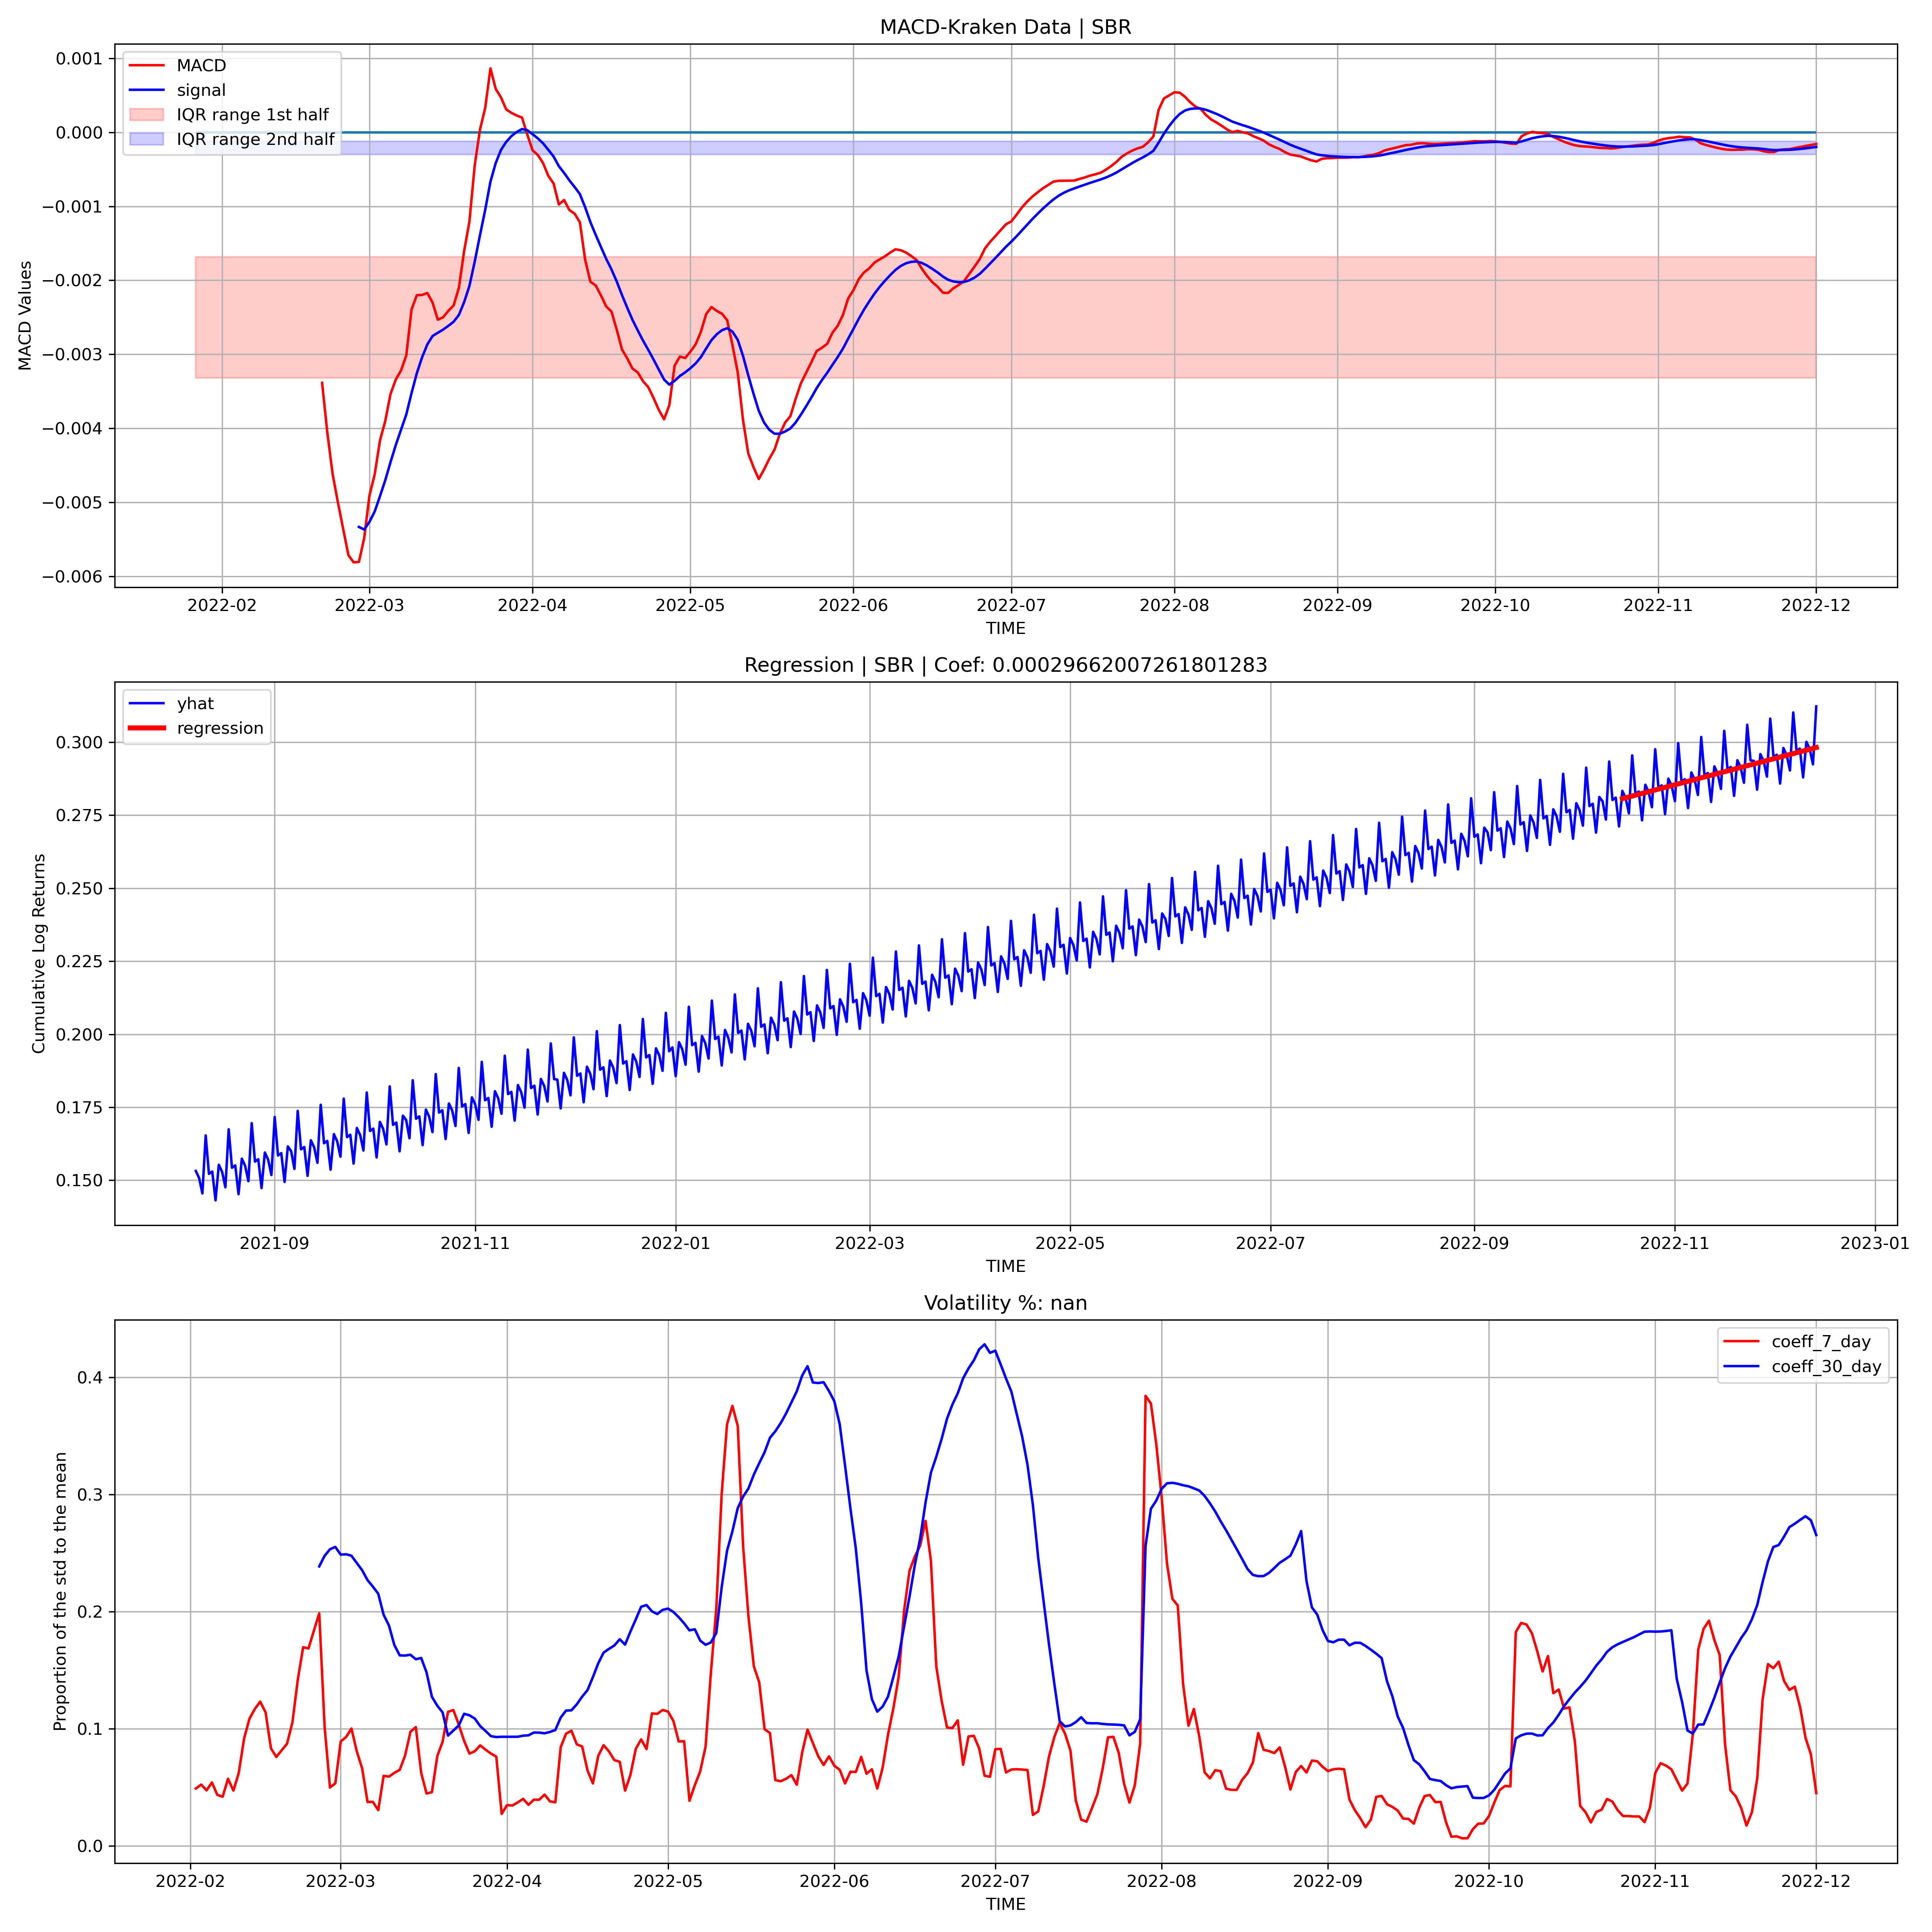 MACD-Kraken Data | SBR
MACD
signal
IQR range 1st half
IQR range 2nd half
0.001
0.000
−0.001
−0.002
−0.003
−0.004
−0.005
−0.006
MACD Values
2022-02 2022-03 2022-04 2022-05 2022-06 2022-07 2022-08 2022-09 2022-10 2022-11 2022-12
TIME
Regression | SBR | Coef: 0.00029662007261801283
yhat
regression
0.300
0.275
0.250
0.225
0.200
0.175
0.150
Cumulative Log Returns
2021-09 2021-11 2022-01 2022-03 2022-05 2022-07 2022-09 2022-11 2023-01
TIME
Volatility %: nan
coeff_7_day
coeff_30_day
0.4
0.3
0.2
0.1
0.0
Proportion of the std to the mean
2022-02 2022-03 2022-04 2022-05 2022-06 2022-07 2022-08 2022-09 2022-10 2022-11 2022-12
TIME